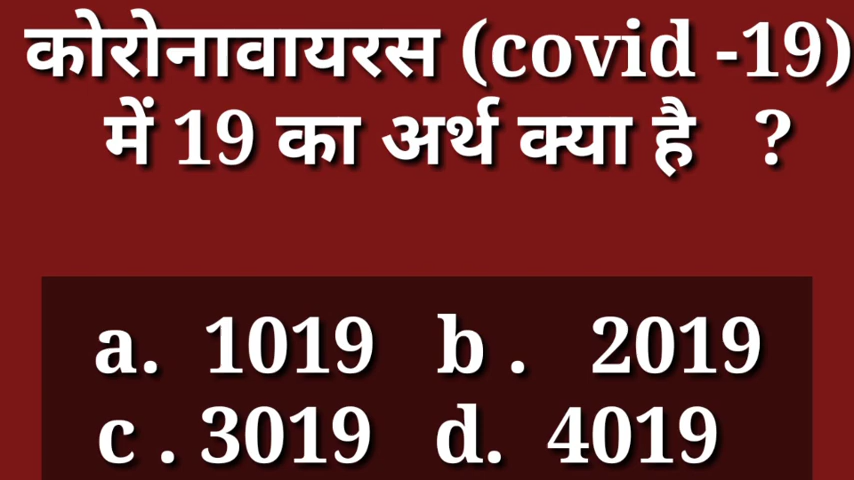 कोरोनावायरस (covid -19)
में 19 का अर्थ क्या है ?
a. 1019 b . 2019
c . 3019 d. 4019